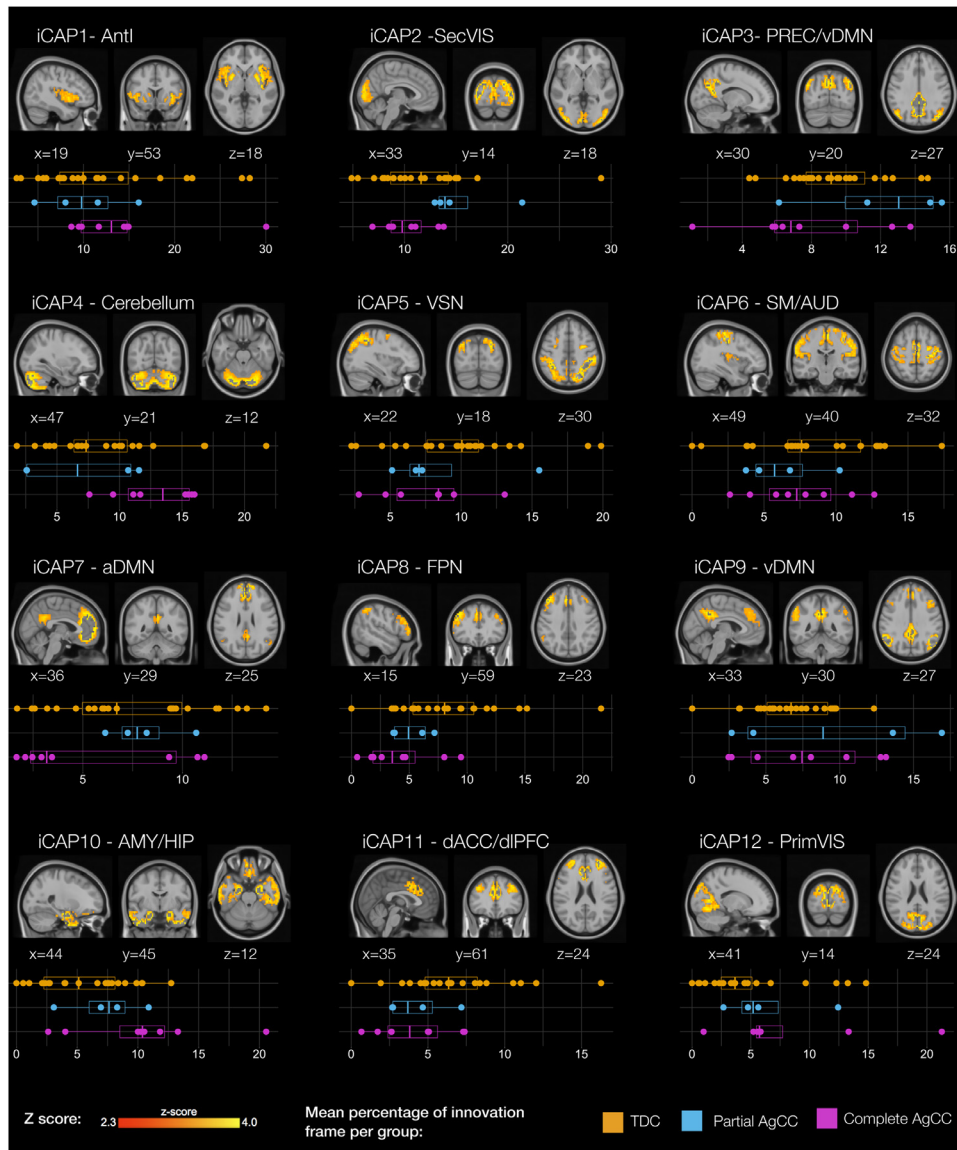 iCAP1- AntI
iCAP2 -SecVIS
iCAP3- PREC/vDMN
x=19 y=53 z=18
x=33 y=14 z=18
x=30 y=20 z=27
10 20 30
10 20 30
4 8 12 16
iCAP4 - Cerebellum
iCAP5 - VSN
iCAP6 - SM/AUD
x=47 y=21 z=12
x=22 y=18 z=30
x=49 y=40 z=32
5 10 15 20
0 5 10 15 20
0 5 10 15
iCAP7 - aDMN
iCAP8 - FPN
iCAP9 - vDMN
x=36 y=29 z=25
x=15 y=59 z=23
x=33 y=30 z=27
5 10
0 5 10 15 20
0 5 10 15
iCAP10 - AMY/HIP
iCAP11 - dACC/dlPFC
iCAP12 - PrimVIS
x=44 y=45 z=12
x=35 y=61 z=24
x=41 y=14 z=24
0 5 10 15 20
0 5 10 15
0 5 10 15 20
Z score:
z-score
2.3 4.0
Mean percentage of innovation
frame per group:
TDC Partial AgCC Complete AgCC